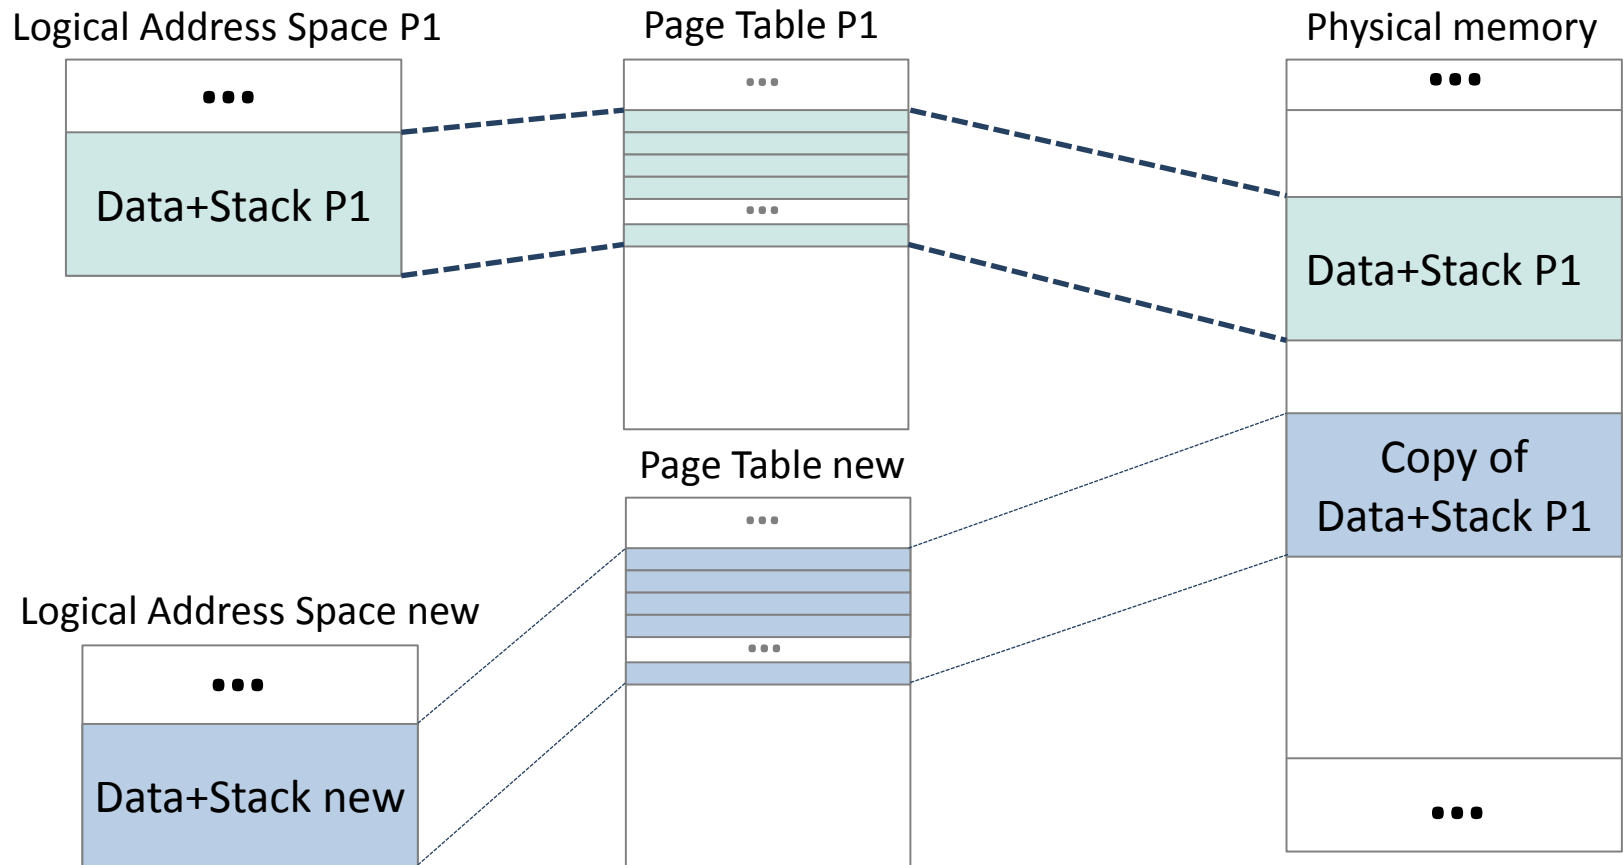 Logical Address Space P1
...
Data+Stack P1
Page Table P1
...
...
Physical memory
...
Data+Stack P1
Copy of
Data+Stack P1
...
Page Table new
...
...
Logical Address Space new
...
Data+Stack new